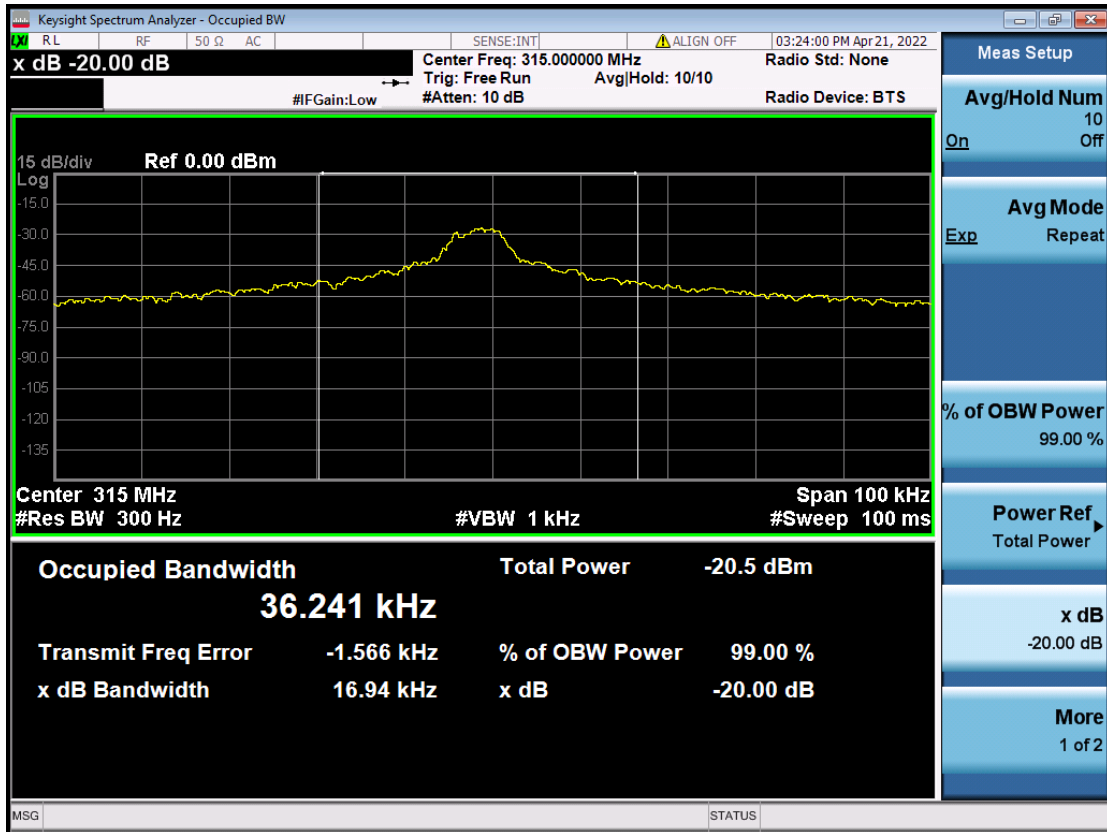 Keysight Spectrum Analyzer - Occupied BW
LXI RL RF 50 Ω AC SENSE:INT ALIGN OFF 03:24:00 PM Apr 21, 2022
x dB -20.00 dB
Center Freq: 315.000000 MHz
Radio Std: None
Trig: Free Run Avg|Hold: 10/10
#IFGain:Low #Atten: 10 dB Radio Device: BTS
15 dB/div Ref 0.00 dBm
Log
-15.0
-30.0
-45.0
-60.0
-75.0
-90.0
-105
-120
-135
Center 315 MHz Span 100 kHz
#Res BW 300 Hz #VBW 1 kHz #Sweep 100 ms
Occupied Bandwidth Total Power -20.5 dBm
36.241 kHz
Transmit Freq Error -1.566 kHz % of OBW Power 99.00 %
x dB Bandwidth 16.94 kHz x dB -20.00 dB
Meas Setup
Avg/Hold Num
10
On Off
Avg Mode
Exp Repeat
% of OBW Power
99.00 %
Power Ref
Total Power
x dB
-20.00 dB
More
1 of 2
MSG STATUS